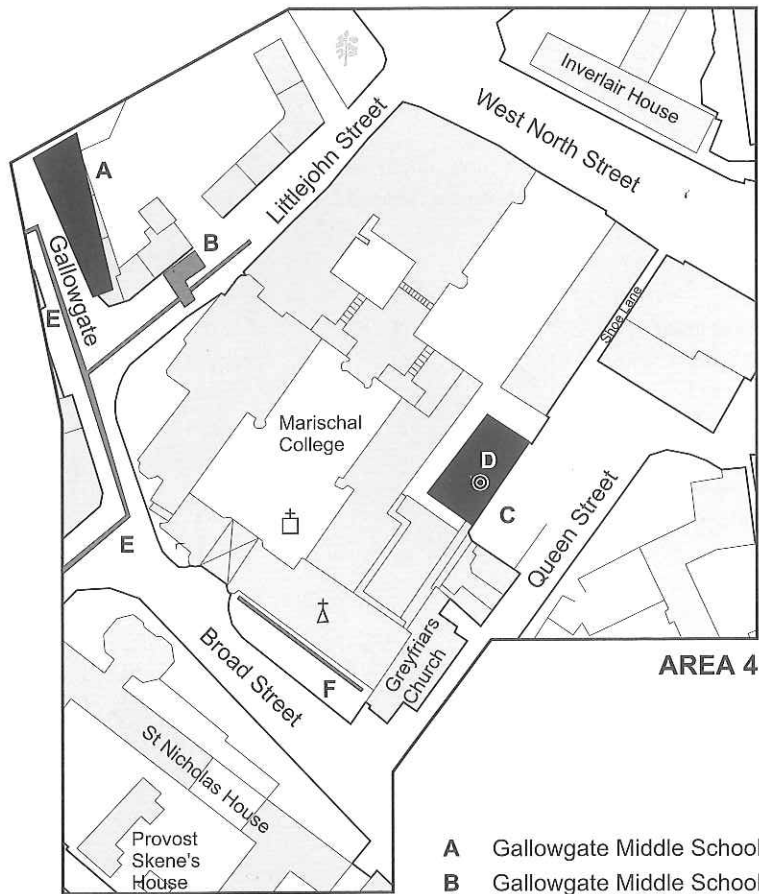 Inverlair House
West North Street
Littlejohn Street
A
B
Gallowgate
E
Shoe Lane
Marischal
College
D
C
Queen Street
E
F
Broad Street
Greyfriars
Church
AREA 4
St Nicholas House
Provost
Skene's
House
A Gallowgate Middle School
B Gallowgate Middle School